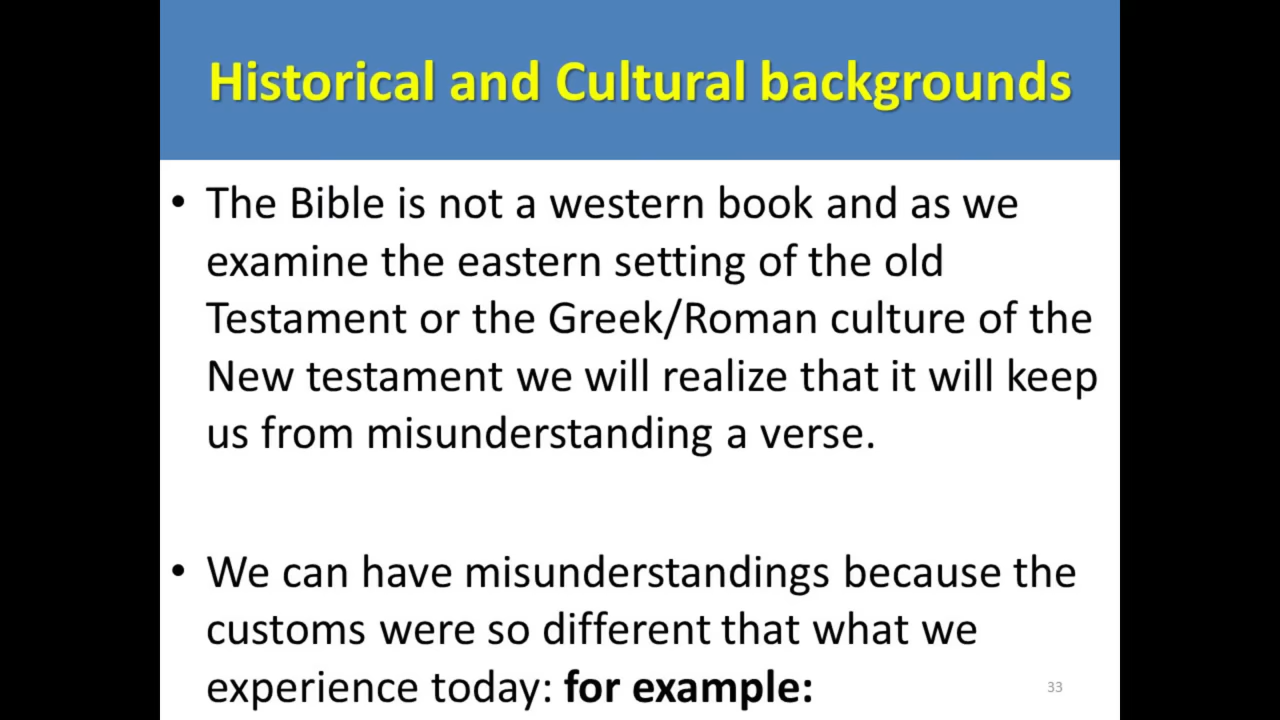 Historical and Cultural backgrounds
• The Bible is not a western book and as we
examine the eastern setting of the old
Testament or the Greek/Roman culture of the
New testament we will realize that it will keep
us from misunderstanding a verse.
• We can have misunderstandings because the
customs were so different that what we
experience today: for example:
33